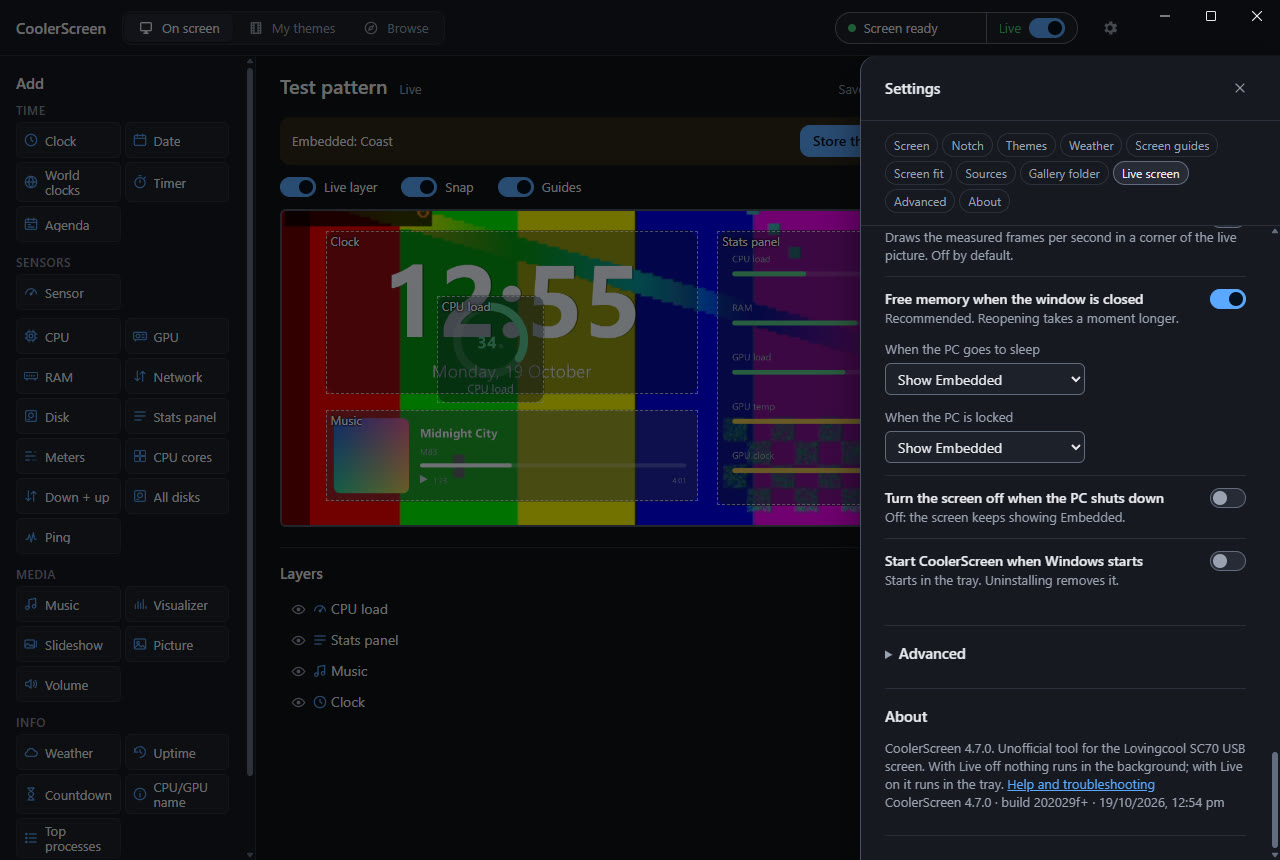 CoolerScreen
On screen
My themes
Browse
Screen ready
Live
Add
TIME
Clock
Date
World clocks
Timer
Agenda
SENSORS
Sensor
CPU
GPU
RAM
Network
Disk
Stats panel
Meters
CPU cores
Down + up
All disks
Ping
MEDIA
Music
Visualizer
Slideshow
Picture
Volume
INFO
Weather
Uptime
Countdown
CPU/GPU name
Top processes
Test pattern
Live
Embedded: Coast
Live layer
Snap
Guides
Clock
12:55
Monday, 19 October
CPU load
34
CPU load
Music
Midnight City
M83
1:23
4:01
Stats panel
CPU load
RAM
GPU load
GPU temp
GPU clock
Layers
CPU load
Stats panel
Music
Clock
Settings
Screen
Notch
Themes
Weather
Screen guides
Screen fit
Sources
Gallery folder
Live screen
Advanced
About
Draws the measured frames per second in a corner of the live
picture. Off by default.
Free memory when the window is closed
Recommended. Reopening takes a moment longer.
When the PC goes to sleep
Show Embedded
When the PC is locked
Show Embedded
Turn the screen off when the PC shuts down
Off: the screen keeps showing Embedded.
Start CoolerScreen when Windows starts
Starts in the tray. Uninstalling removes it.
Advanced
About
CoolerScreen 4.7.0. Unofficial tool for the Lovingcool SC70 USB
screen. With Live off nothing runs in the background; with Live
on it runs in the tray. Help and troubleshooting
CoolerScreen 4.7.0 · build 202029f+ · 19/10/2026, 12:54 pm